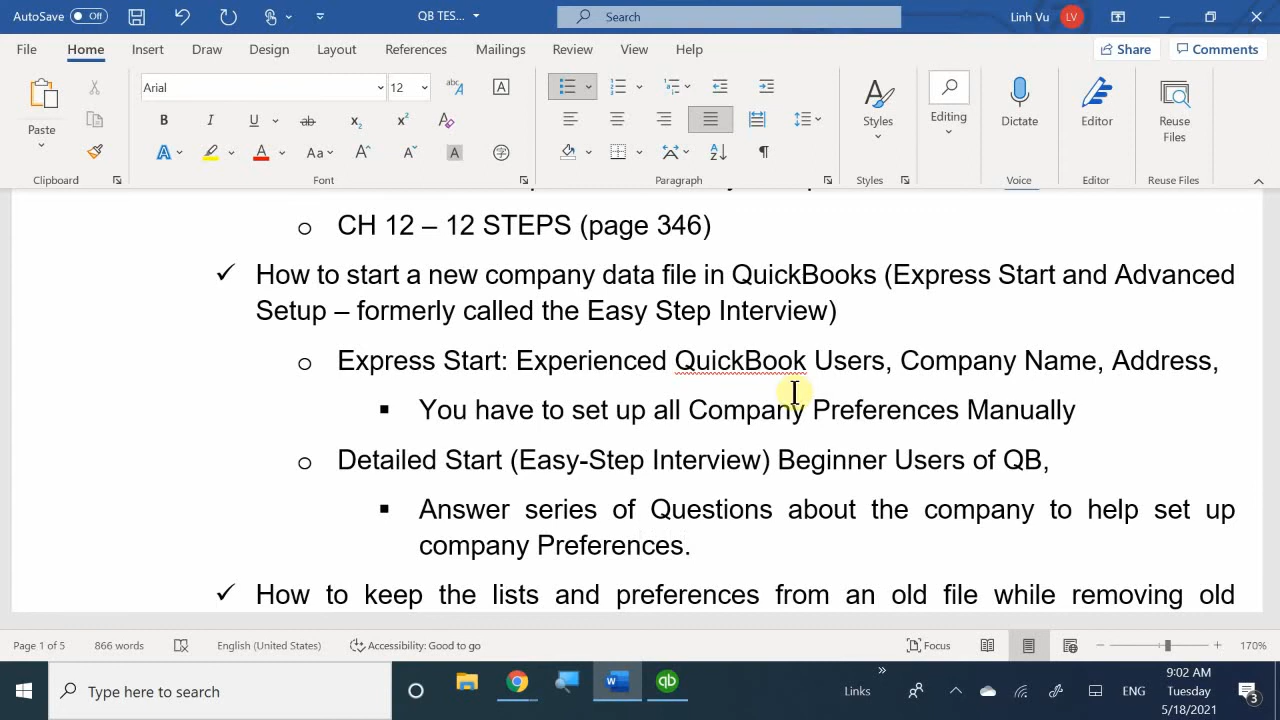 AutoSave Off QB TES... Search Linh Vu LV
File Home Insert Draw Design Layout References Mailings Review View Help Share Comments
Arial 12
Paste
Styles Editing Dictate Editor Reuse Files
Clipboard Font Paragraph Styles Voice Editor Reuse Files
o CH 12 – 12 STEPS (page 346)
✓ How to start a new company data file in QuickBooks (Express Start and Advanced
Setup – formerly called the Easy Step Interview)
o Express Start: Experienced QuickBook Users, Company Name, Address,
▪ You have to set up all Company Preferences Manually
o Detailed Start (Easy-Step Interview) Beginner Users of QB,
▪ Answer series of Questions about the company to help set up
company Preferences.
✓ How to keep the lists and preferences from an old file while removing old
Page 1 of 5 866 words English (United States) Accessibility: Good to go Focus 170%
Type here to search Links ENG
9:02 AM
Tuesday
5/18/2021
3